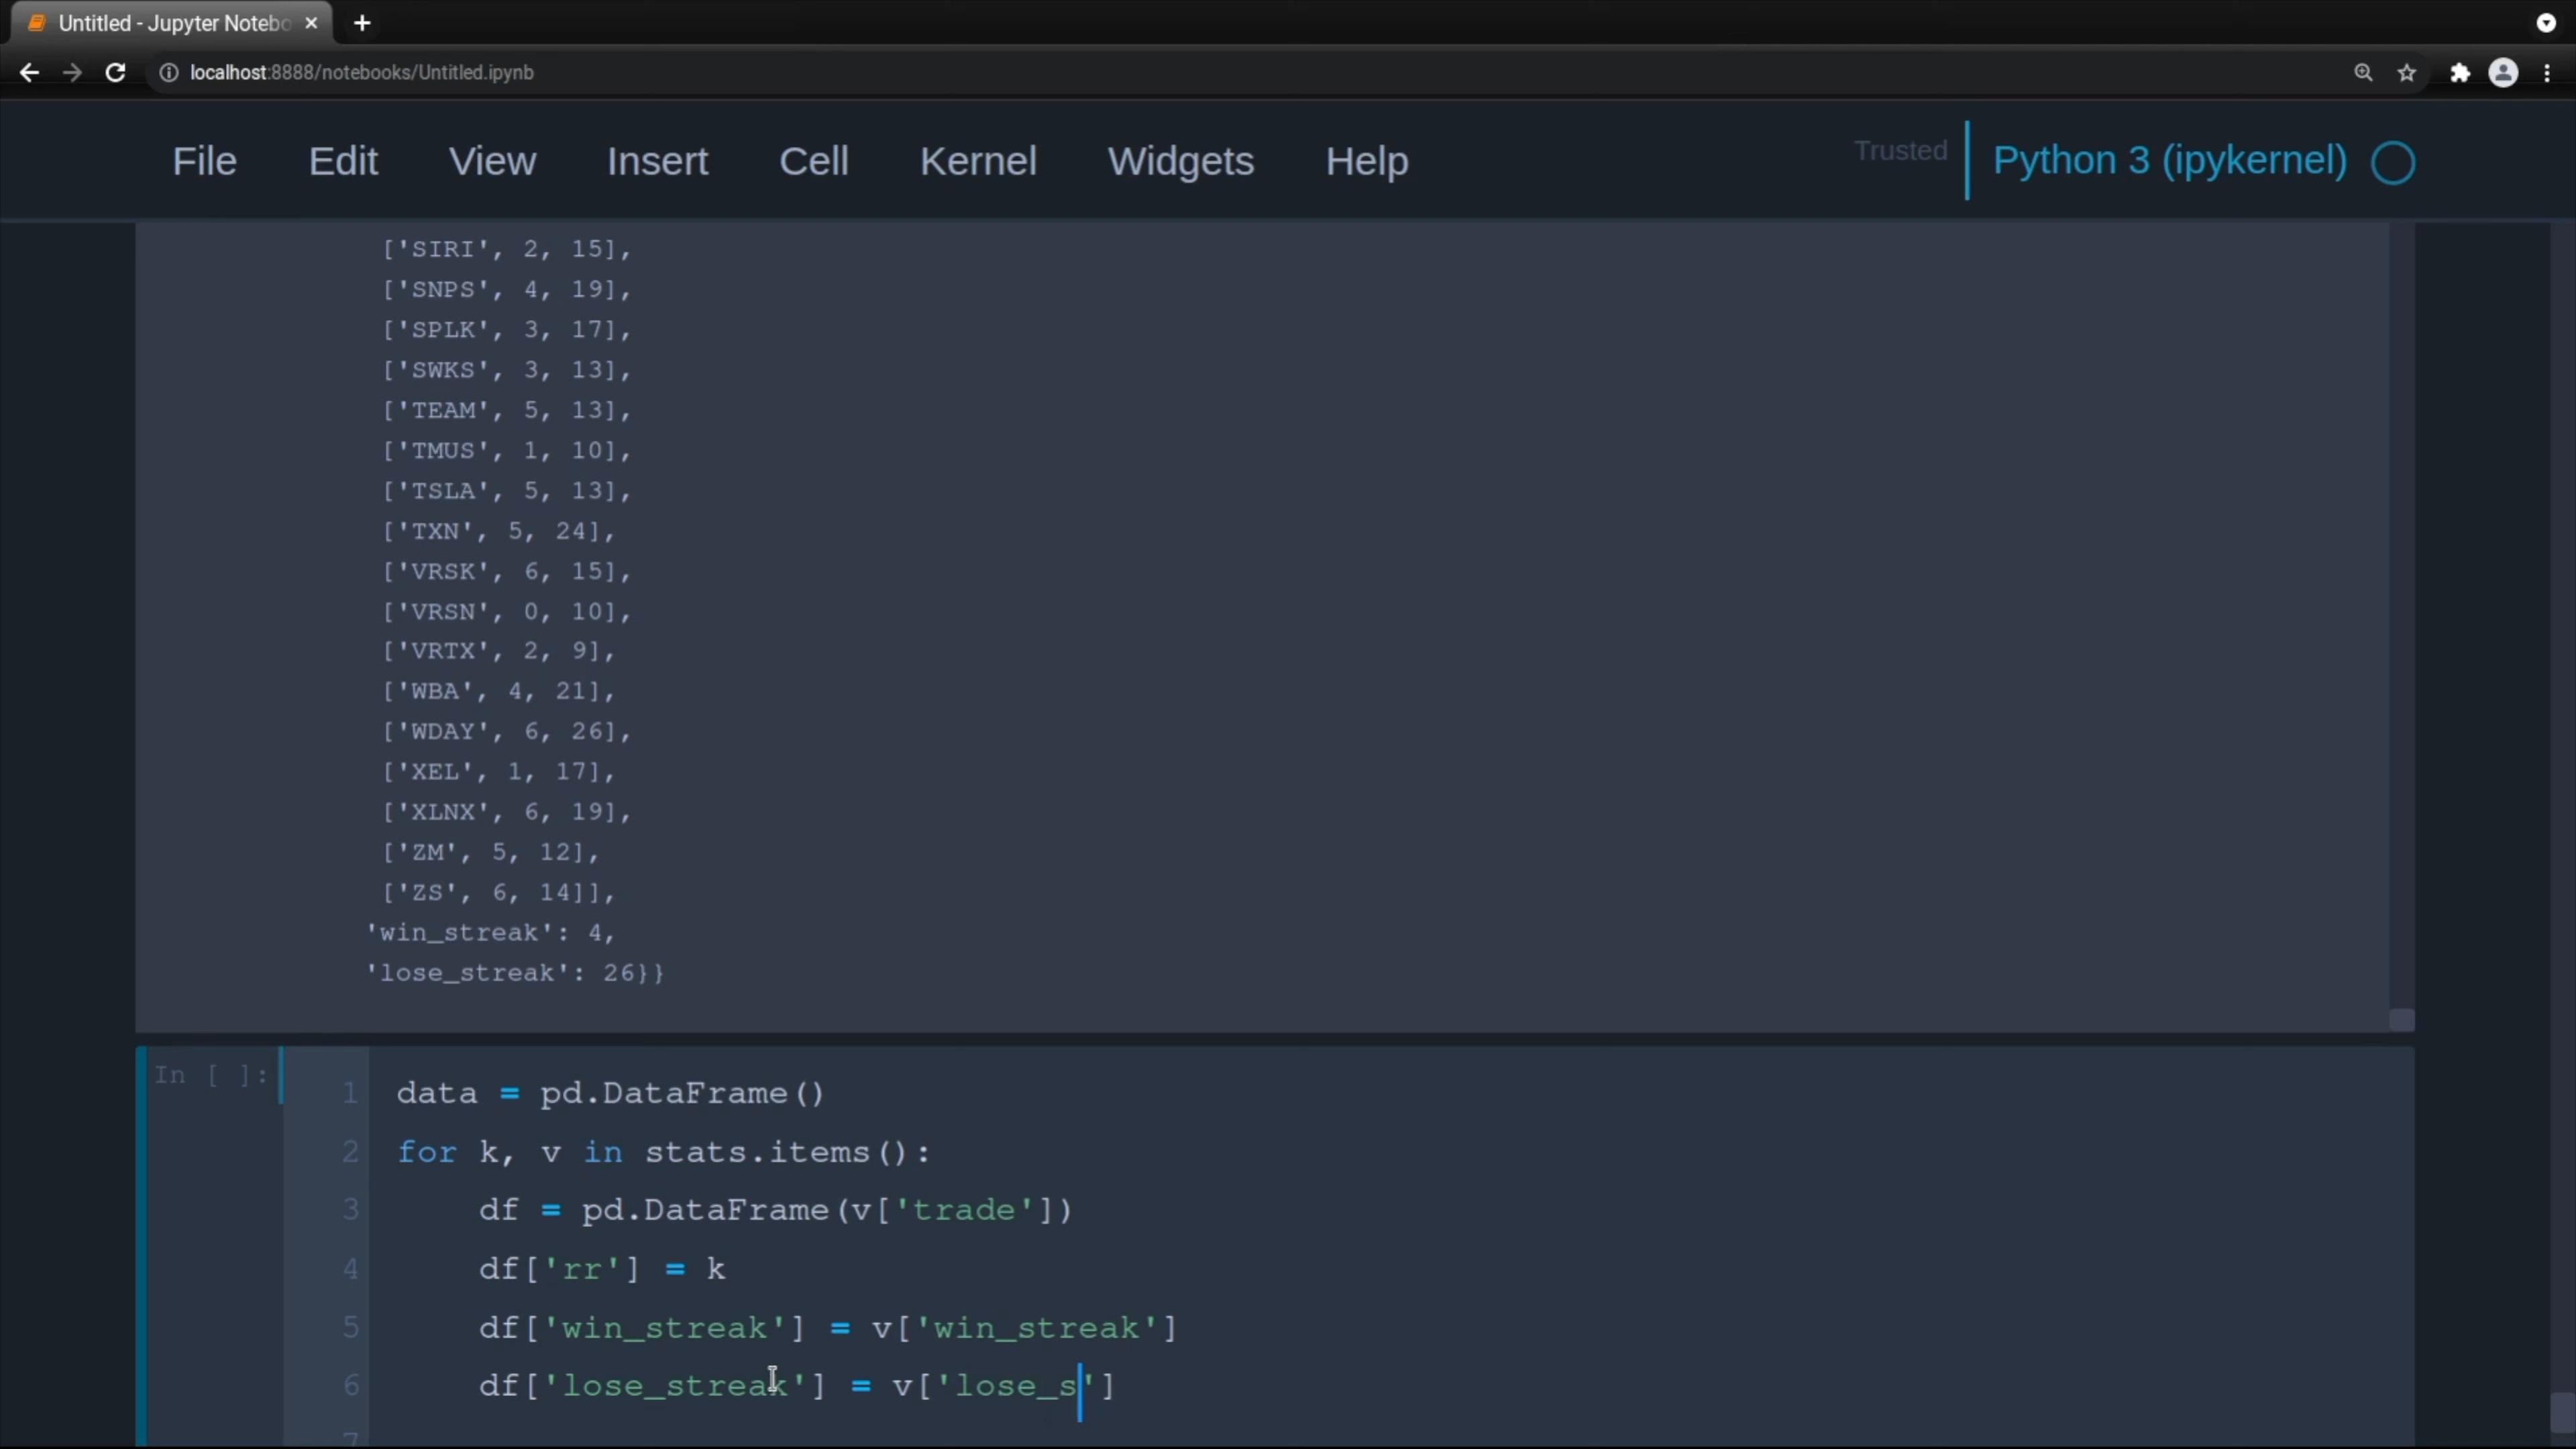 Untitled - Jupyter Notebo
localhost:8888/notebooks/Untitled.ipynb
File Edit View Insert Cell Kernel Widgets Help Trusted Python 3 (ipykernel)
['SIRI', 2, 15],
['SNPS', 4, 19],
['SPLK', 3, 17],
['SWKS', 3, 13],
['TEAM', 5, 13],
['TMUS', 1, 10],
['TSLA', 5, 13],
['TXN', 5, 24],
['VRSK', 6, 15],
['VRSN', 0, 10],
['VRTX', 2, 9],
['WBA', 4, 21],
['WDAY', 6, 26],
['XEL', 1, 17],
['XLNX', 6, 19],
['ZM', 5, 12],
['ZS', 6, 14]],
'win_streak': 4,
'lose_streak': 26}}
In [ ]:
1 data = pd.DataFrame()
2 for k, v in stats.items():
3     df = pd.DataFrame(v['trade'])
4     df['rr'] = k
5     df['win_streak'] = v['win_streak']
6     df['lose_streak'] = v['lose_s']
7